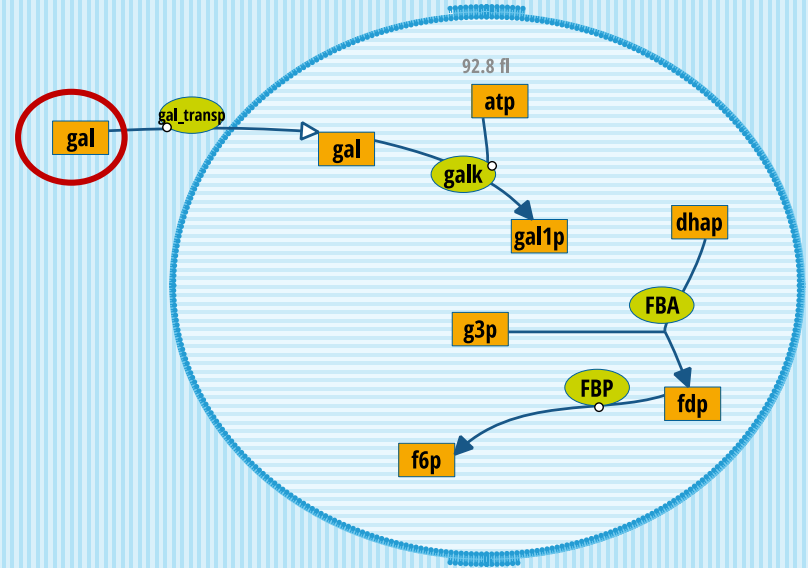 92.8 fl
atp
gal_transp
gal
gal
galk
gal1p
dhap
FBA
g3p
FBP
fdp
f6p